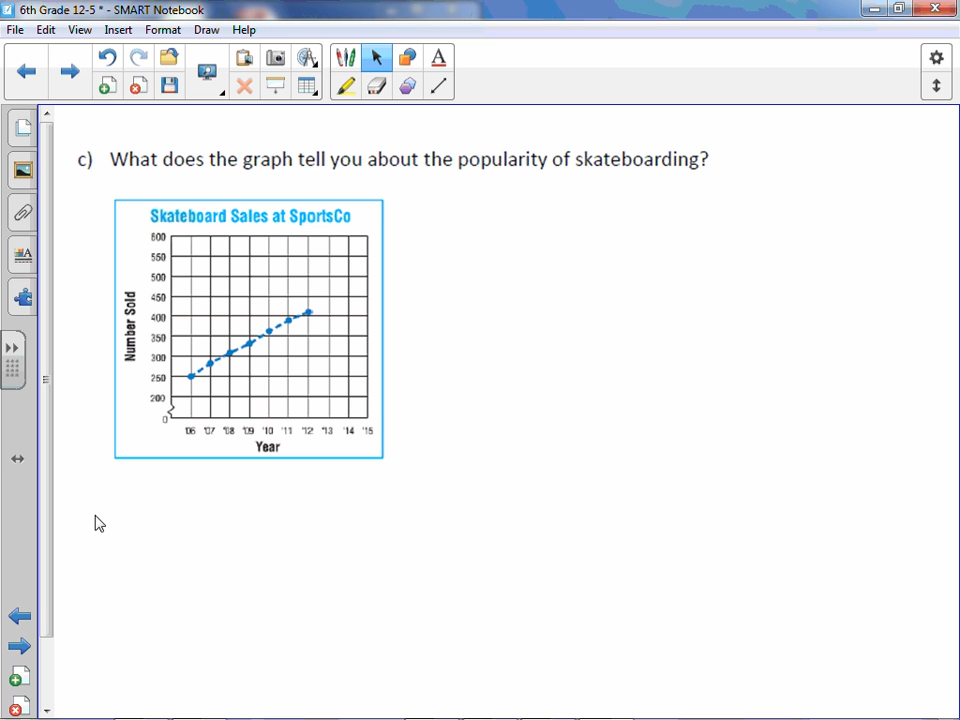 6th Grade 12-5 * - SMART Notebook
File Edit View Insert Format Draw Help
c) What does the graph tell you about the popularity of skateboarding?
Skateboard Sales at SportsCo
600
550
500
450
400
350
300
250
200
0
Number Sold
'06 '07 '08 '09 '10 '11 '12 '13 '14 '15
Year